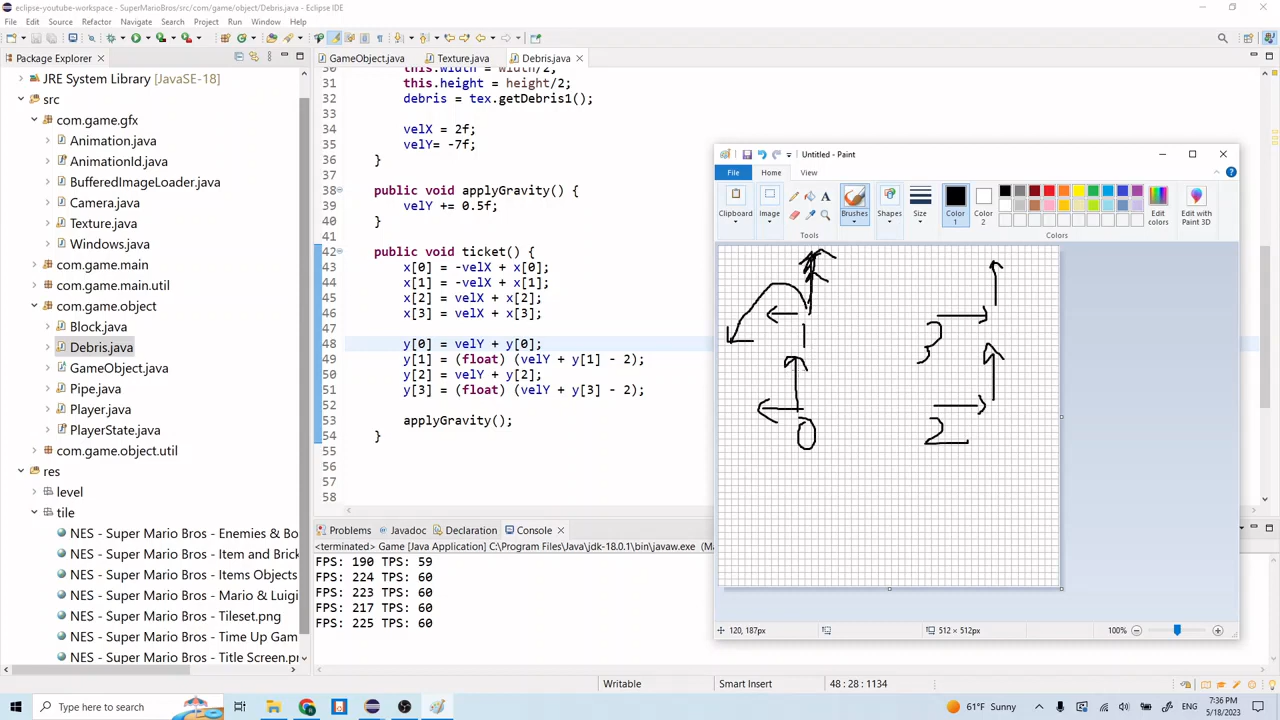 eclipse-youtube-workspace - SuperMarioBros/src/com/game/object/Debris.java - Eclipse IDE
File Edit Source Refactor Navigate Search Project Run Window Help
Package Explorer
JRE System Library [JavaSE-18]
src
com.game.gfx
Animation.java
AnimationId.java
BufferedImageLoader.java
Camera.java
Texture.java
Windows.java
com.game.main
com.game.main.util
com.game.object
Block.java
Debris.java
GameObject.java
Pipe.java
Player.java
PlayerState.java
com.game.object.util
res
level
tile
NES - Super Mario Bros - Enemies & Bo
NES - Super Mario Bros - Item and Brick
NES - Super Mario Bros - Items Objects
NES - Super Mario Bros - Mario & Luigi
NES - Super Mario Bros - Tileset.png
NES - Super Mario Bros - Time Up Gam
NES - Super Mario Bros - Title Screen.pr
GameObject.java Texture.java Debris.java
30 this.width = width/2;
31 this.height = height/2;
32 debris = tex.getDebris1();
33
34 velX = 2f;
35 velY= -7f;
36 }
37
38 public void applyGravity() {
39 velY += 0.5f;
40 }
41
42 public void ticket() {
43 x[0] = -velX + x[0];
44 x[1] = -velX + x[1];
45 x[2] = velX + x[2];
46 x[3] = velX + x[3];
47
48 y[0] = velY + y[0];
49 y[1] = (float) (velY + y[1] - 2);
50 y[2] = velY + y[2];
51 y[3] = (float) (velY + y[3] - 2);
52
53 applyGravity();
54 }
55
56
57
58
Problems Javadoc Declaration Console
<terminated> Game [Java Application] C:\Program Files\Java\jdk-18.0.1\bin\javaw.exe (M
FPS: 190 TPS: 59
FPS: 224 TPS: 60
FPS: 223 TPS: 60
FPS: 217 TPS: 60
FPS: 225 TPS: 60
Writable Smart Insert 48 : 28 : 1134
Untitled - Paint
File Home View
Clipboard
Image
A
Tools
Brushes
Shapes
Size
Color 1
Color 2
Edit colors
Colors
Edit with Paint 3D
1 3
0 2
120, 187px
512 × 512px
100%
Type here to search
61°F Sunny
7:36 PM
5/18/2023